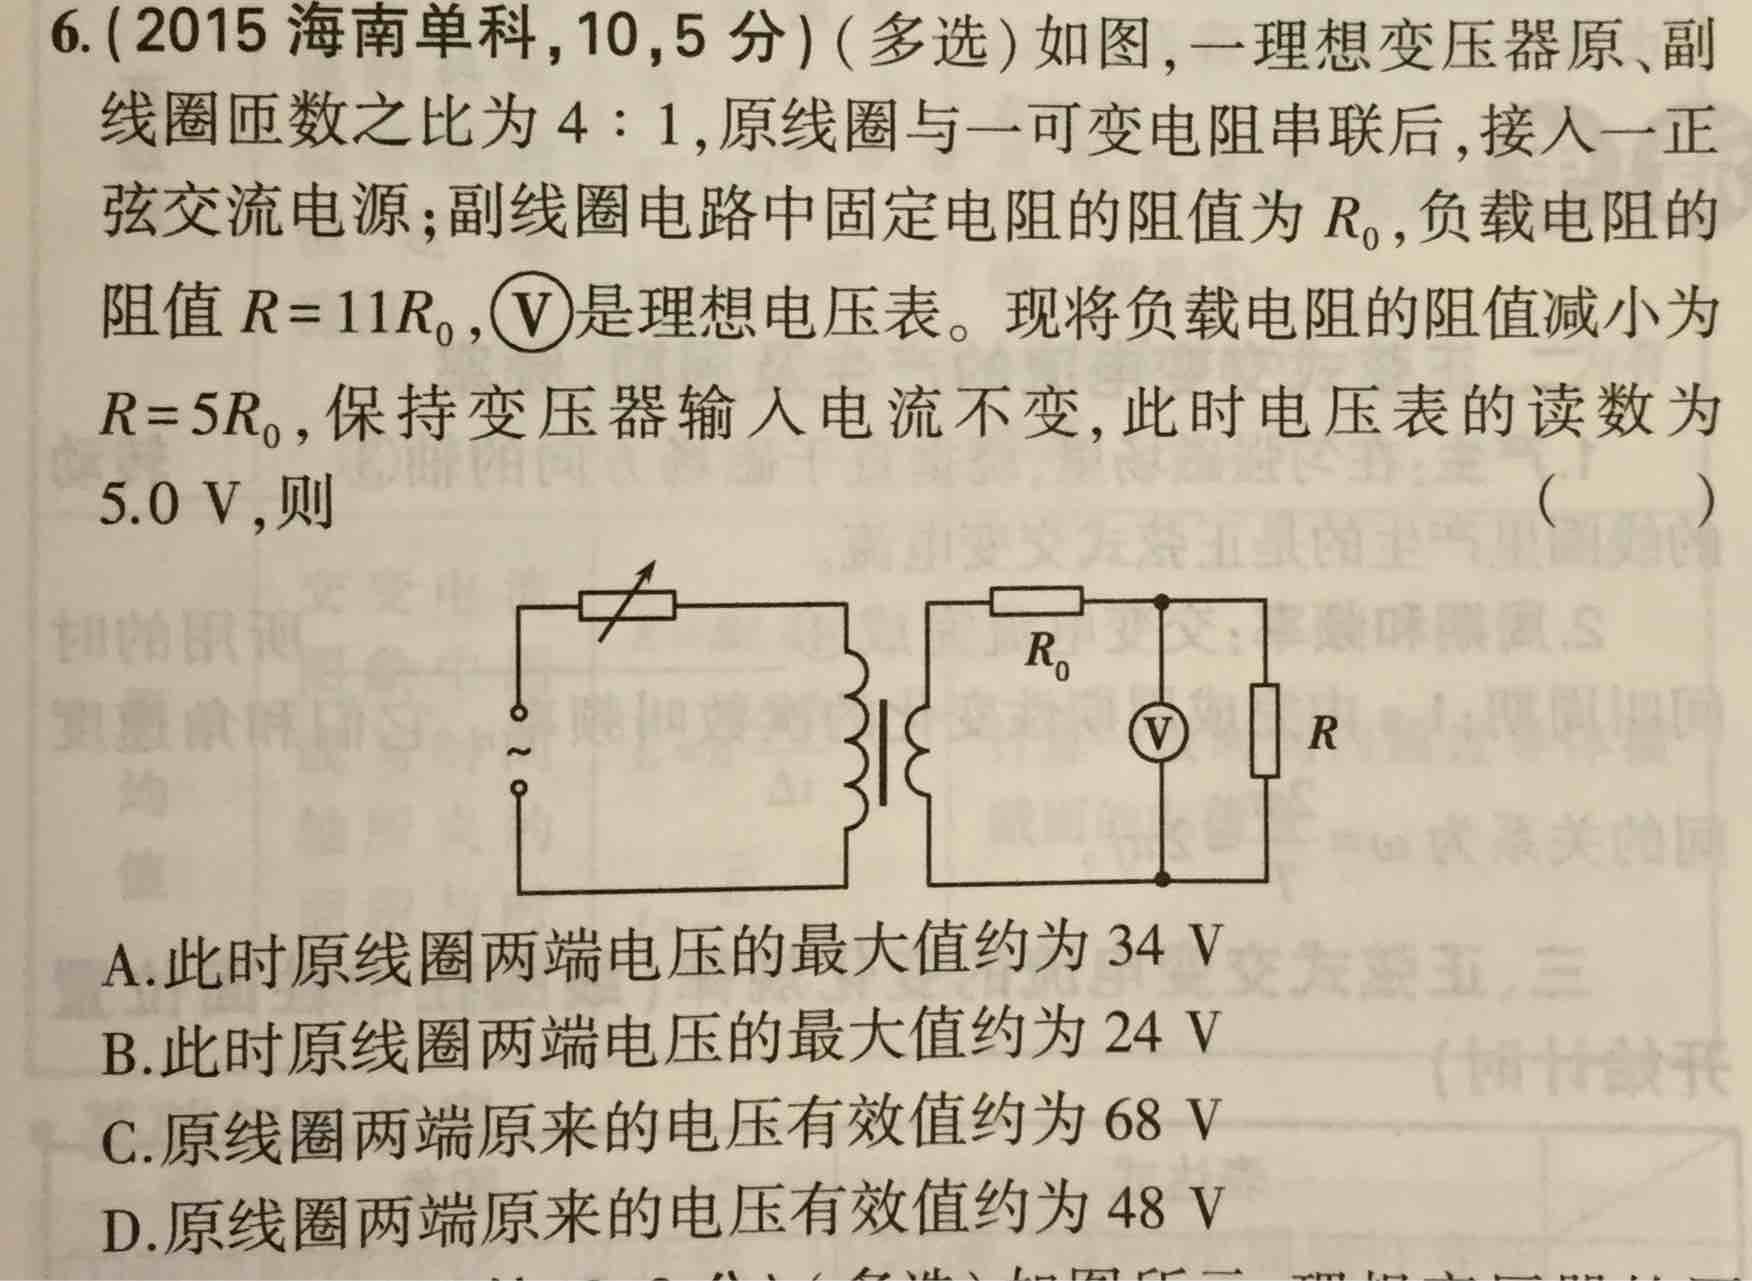 6.(2015 海南单科,10,5 分)(多选)如图,一理想变压器原、副
线圈匝数之比为 4∶1,原线圈与一可变电阻串联后,接入一正
弦交流电源;副线圈电路中固定电阻的阻值为 R₀,负载电阻的
阻值 R=11R₀,Ⓥ是理想电压表。现将负载电阻的阻值减小为
R=5R₀,保持变压器输入电流不变,此时电压表的读数为
5.0 V,则 (  )
R₀
~
V
R
A.此时原线圈两端电压的最大值约为 34 V
B.此时原线圈两端电压的最大值约为 24 V
C.原线圈两端原来的电压有效值约为 68 V
D.原线圈两端原来的电压有效值约为 48 V